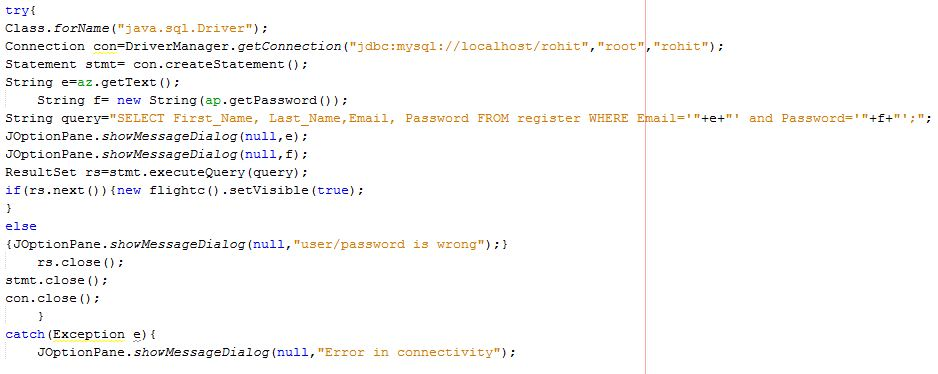 try{
Class.forName("java.sql.Driver");
Connection con=DriverManager.getConnection("jdbc:mysql://localhost/rohit","root","rohit");
Statement stmt= con.createStatement();
String e=az.getText();
String f= new String(ap.getPassword());
String query="SELECT First_Name, Last_Name,Email, Password FROM register WHERE Email='"+e+"' and Password='"+f+"';";
JOptionPane.showMessageDialog(null,e);
JOptionPane.showMessageDialog(null,f);
ResultSet rs=stmt.executeQuery(query);
if(rs.next()){new flightc().setVisible(true);
}
else
{JOptionPane.showMessageDialog(null,"user/password is wrong");}
rs.close();
stmt.close();
con.close();
}
catch(Exception e){
JOptionPane.showMessageDialog(null,"Error in connectivity");